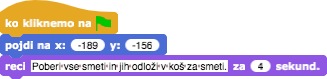 ko kliknemo na
pojdi na x: -189 y: -156
reci Poberi vse smeti in jih odloži v koš za smeti. za 4 sekund.